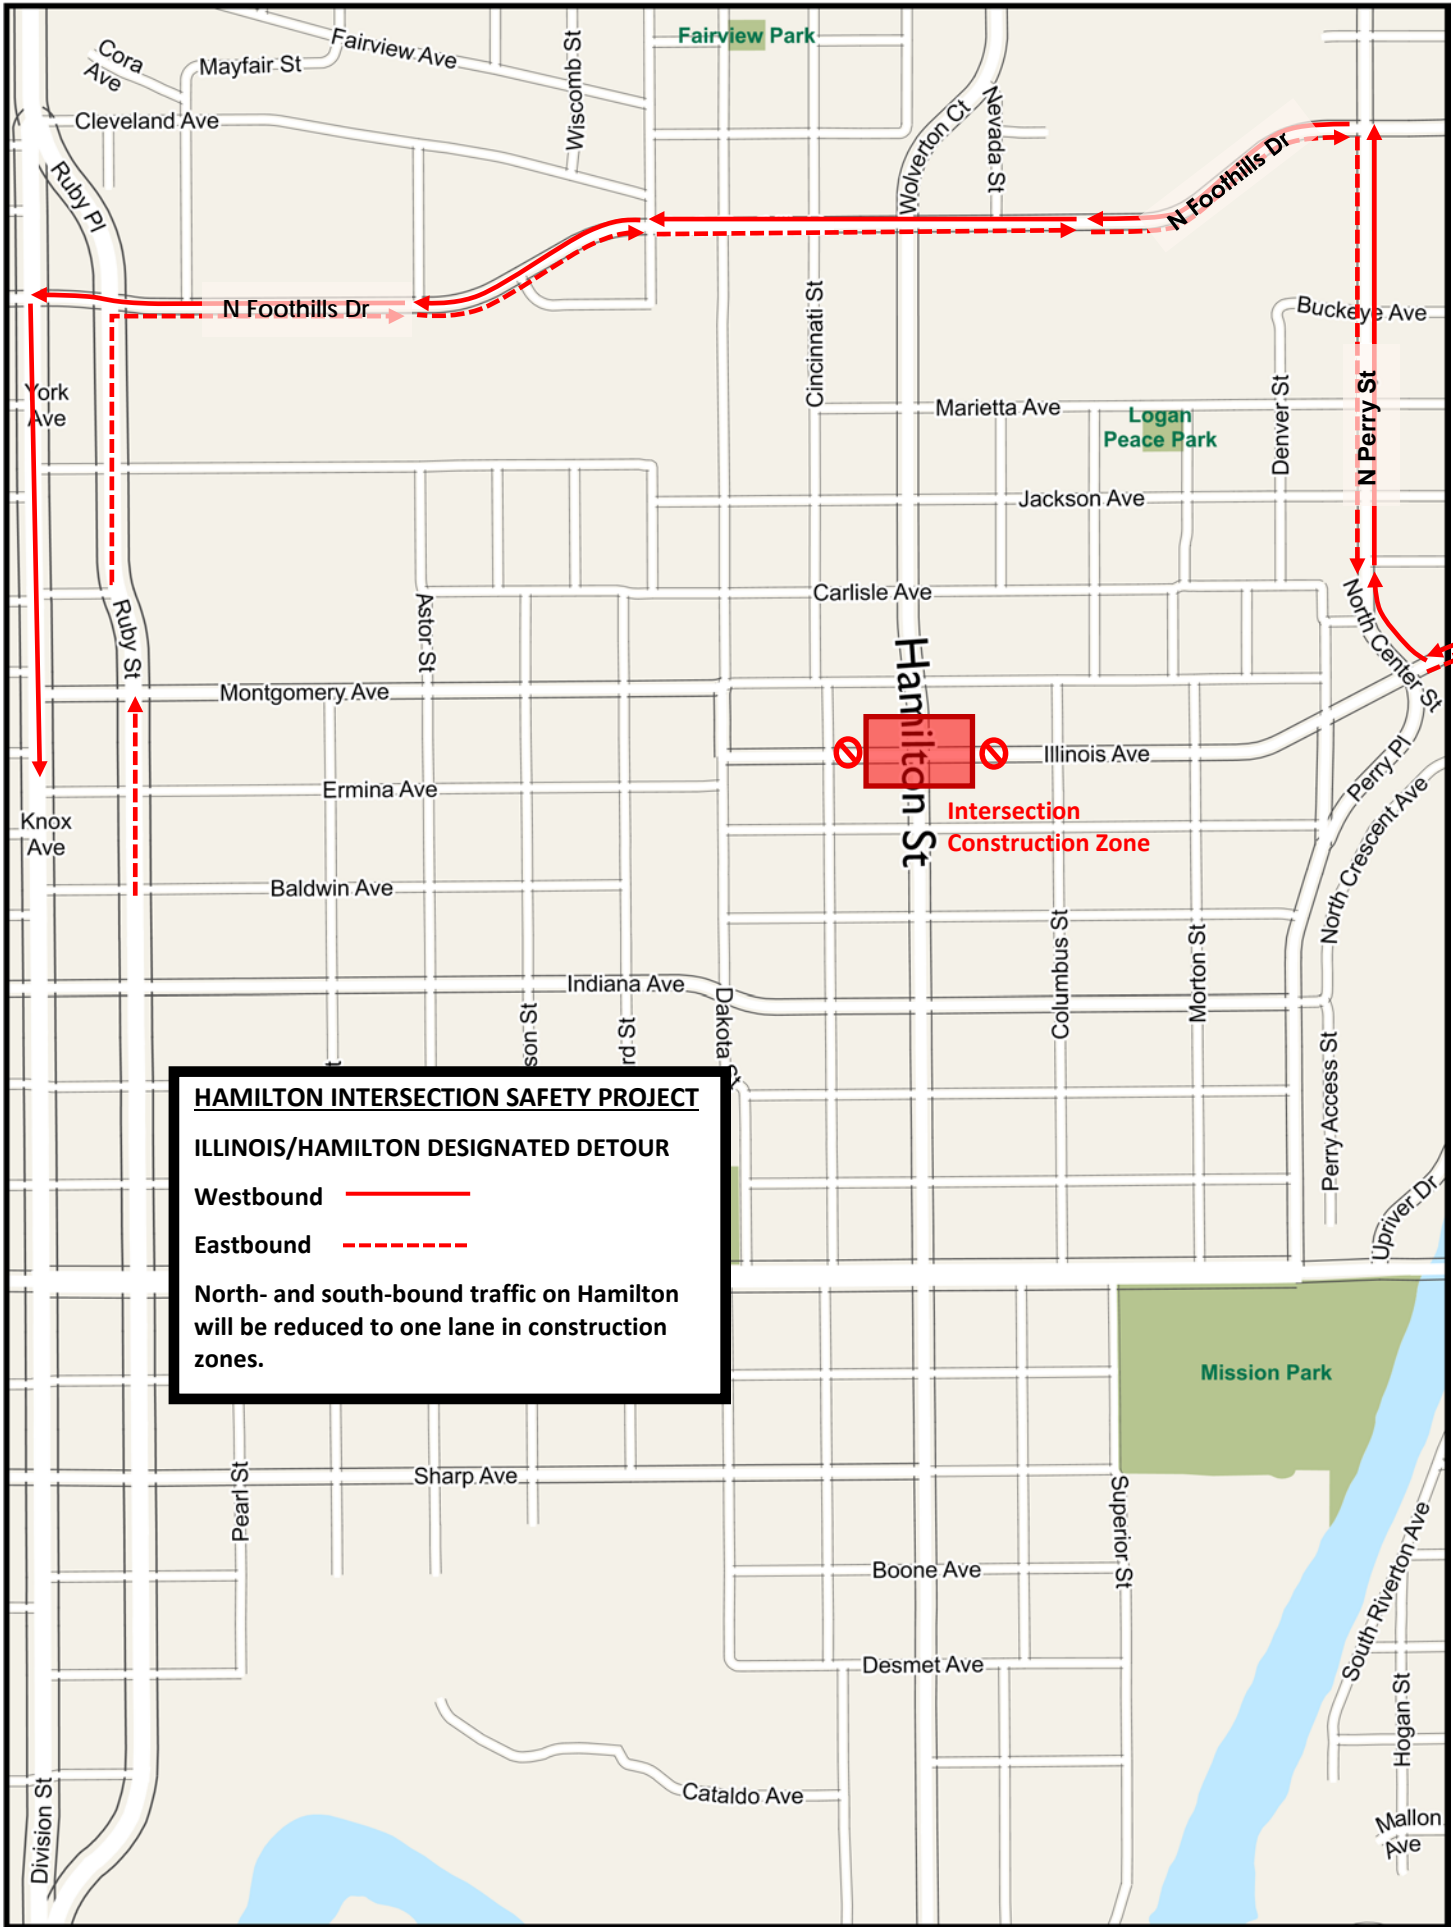 Fairview Park
Fairview Ave
Cora
Ave
Mayfair St
Wiscomb St
Cleveland Ave
Nevada St
Wolverton Ct
N Foothills Dr
Ruby Pl
N Foothills Dr
Cincinnati St
Buckeye Ave
York
Ave
Marietta Ave
Logan
Peace Park
Denver St
N Perry St
Jackson Ave
Carlisle Ave
Ruby St
Astor St
North Center St
Hamilton St
Montgomery Ave
Illinois Ave
Ermina Ave
Perry Pl
Intersection
Construction Zone
Knox
Ave
North Crescent Ave
Baldwin Ave
Columbus St
Morton St
Indiana Ave
Dakota St
son St
rd St
t
Perry Access St
HAMILTON INTERSECTION SAFETY PROJECT
ILLINOIS/HAMILTON DESIGNATED DETOUR
Westbound
Eastbound
North- and south-bound traffic on Hamilton
will be reduced to one lane in construction
zones.
Upriver Dr
Mission Park
Pearl St
Sharp Ave
Superior St
Boone Ave
South Riverton Ave
Desmet Ave
Hogan St
Division St
Cataldo Ave
Mallon
Ave